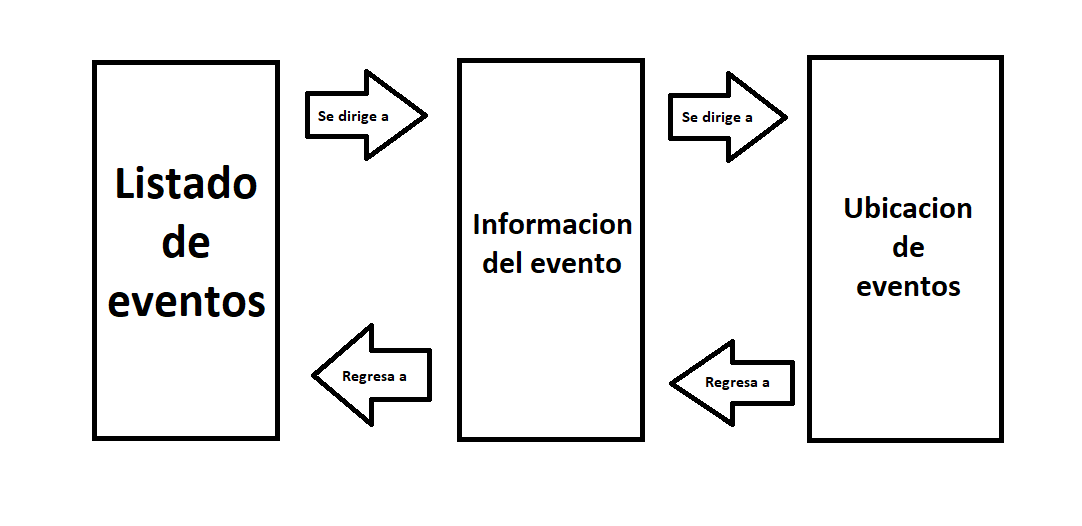 Listado
de
eventos
Se dirige a
Regresa a
Informacion
del evento
Se dirige a
Regresa a
Ubicacion
de
eventos